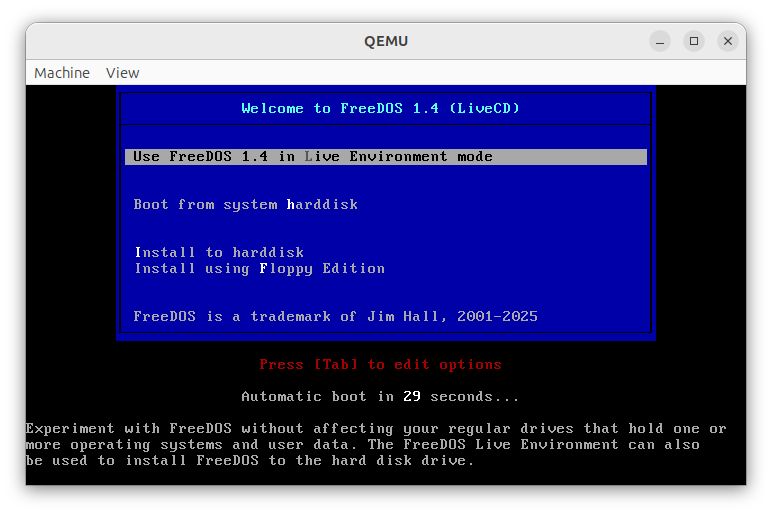 QEMU
Machine View
Welcome to FreeDOS 1.4 (LiveCD)
Use FreeDOS 1.4 in Live Environment mode
Boot from system harddisk
Install to harddisk
Install using Floppy Edition
FreeDOS is a trademark of Jim Hall, 2001-2025
Press [Tab] to edit options
Automatic boot in 29 seconds...
Experiment with FreeDOS without affecting your regular drives that hold one or
more operating systems and user data. The FreeDOS Live Environment can also
be used to install FreeDOS to the hard disk drive.